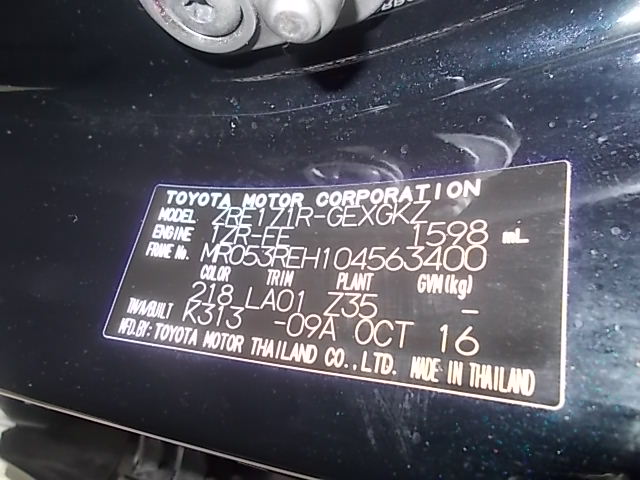 TOYOTA MOTOR CORPORATION
MODEL ZRE171R-GEXGKZ
ENGINE 1ZR-FE 1598 mL
FRAME No. MR053REH104563400
COLOR TRIM PLANT GVM(kg)
218 LA01 Z35 -
T/A/BUILT K313 -09A OCT 16
MFD.BY: TOYOTA MOTOR THAILAND CO.,LTD. MADE IN THAILAND